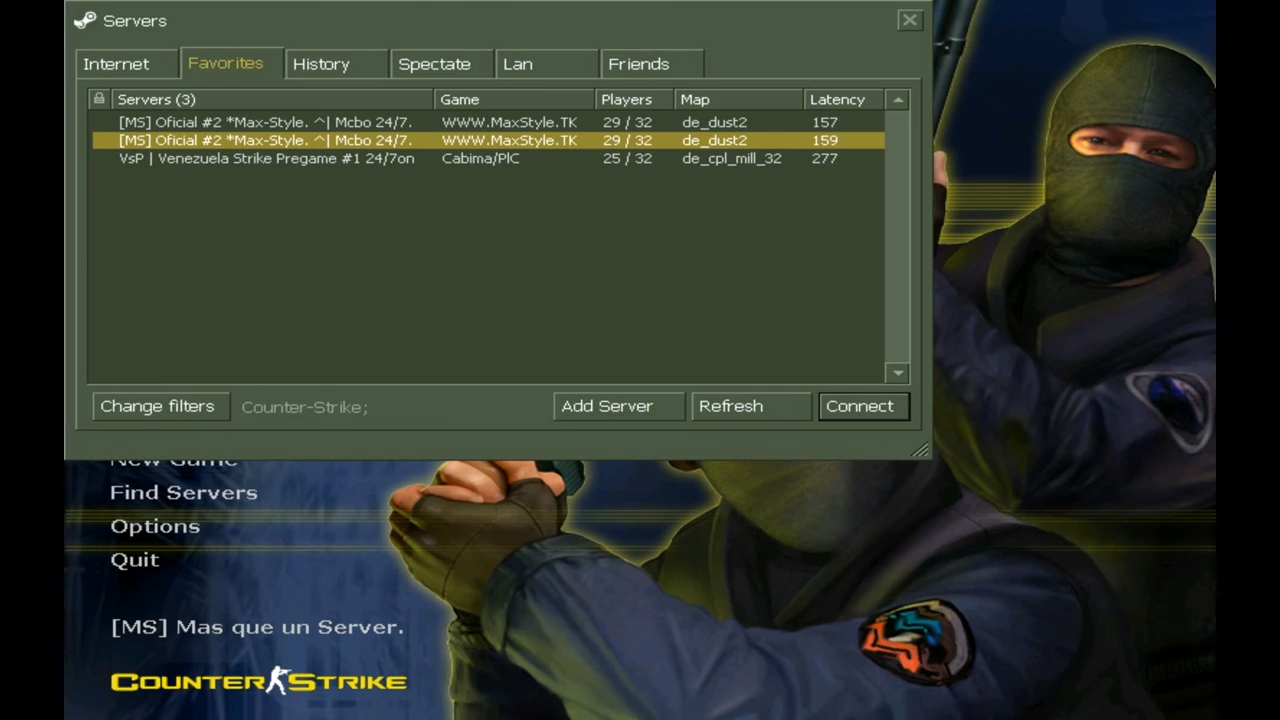 Servers
Internet Favorites History Spectate Lan Friends
Servers (3) Game Players Map Latency
[MS] Oficial #2 *Max-Style. ^| Mcbo 24/7. WWW.MaxStyle.TK 29 / 32 de_dust2 157
[MS] Oficial #2 *Max-Style. ^| Mcbo 24/7. WWW.MaxStyle.TK 29 / 32 de_dust2 159
VsP | Venezuela Strike Pregame #1 24/7on Cabima/PlC 25 / 32 de_cpl_mill_32 277
Change filters Counter-Strike; Add Server Refresh Connect
New Game
Find Servers
Options
Quit
[MS] Mas que un Server.
COUNTER STRIKE